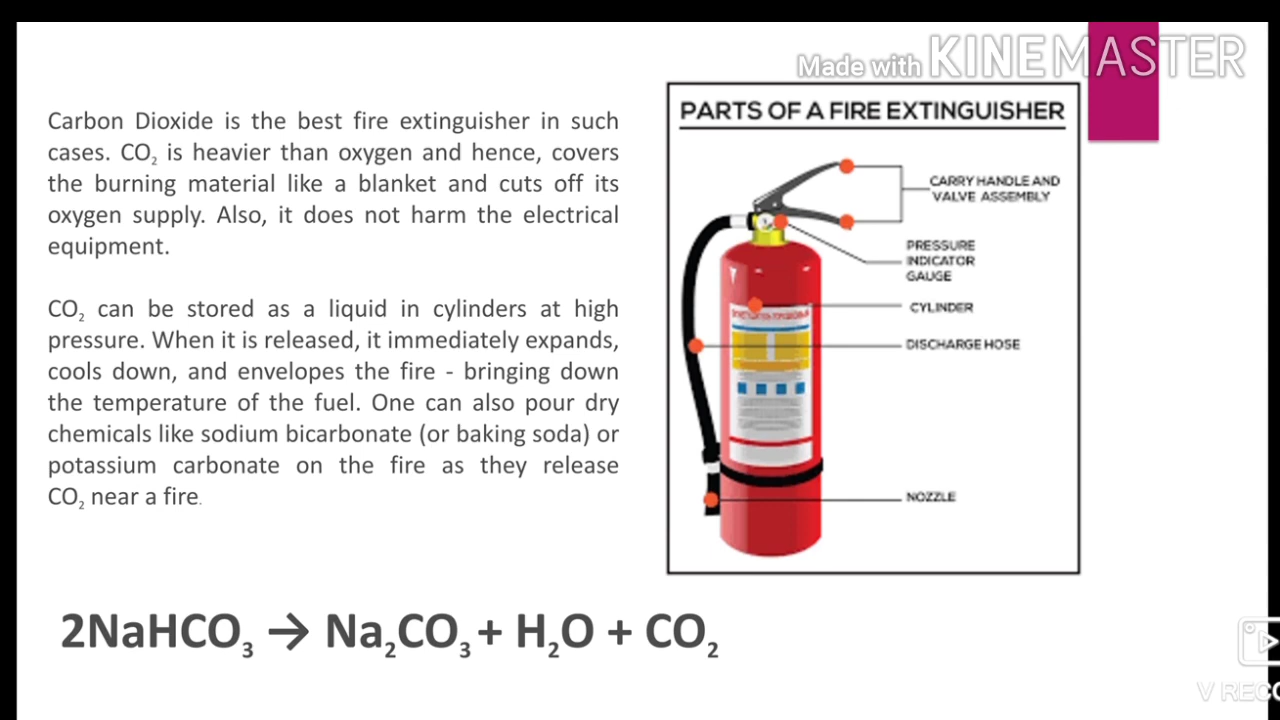 Made with KINEMASTER
Carbon Dioxide is the best fire extinguisher in such
cases. CO₂ is heavier than oxygen and hence, covers
the burning material like a blanket and cuts off its
oxygen supply. Also, it does not harm the electrical
equipment.
CO₂ can be stored as a liquid in cylinders at high
pressure. When it is released, it immediately expands,
cools down, and envelopes the fire - bringing down
the temperature of the fuel. One can also pour dry
chemicals like sodium bicarbonate (or baking soda) or
potassium carbonate on the fire as they release
CO₂ near a fire.
PARTS OF A FIRE EXTINGUISHER
CARRY HANDLE AND
VALVE ASSEMBLY
PRESSURE
INDICATOR
GAUGE
CYLINDER
DISCHARGE HOSE
NOZZLE
2NaHCO₃ → Na₂CO₃ + H₂O + CO₂
V RECO